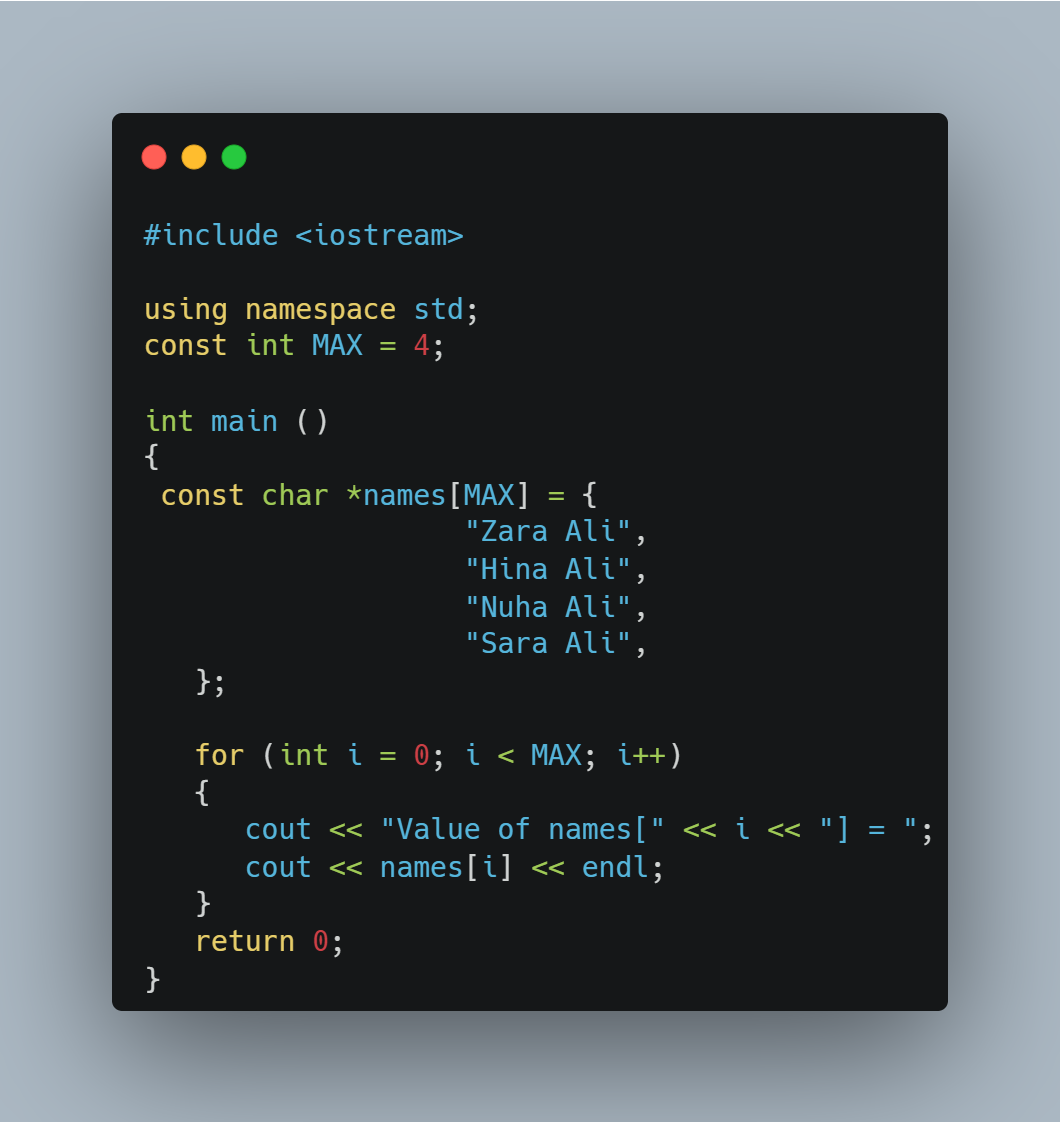 #include <iostream>

using namespace std;
const int MAX = 4;

int main ()
{
 const char *names[MAX] = {
                   "Zara Ali",
                   "Hina Ali",
                   "Nuha Ali",
                   "Sara Ali",
   };

   for (int i = 0; i < MAX; i++)
   {
      cout << "Value of names[" << i << "] = ";
      cout << names[i] << endl;
   }
   return 0;
}